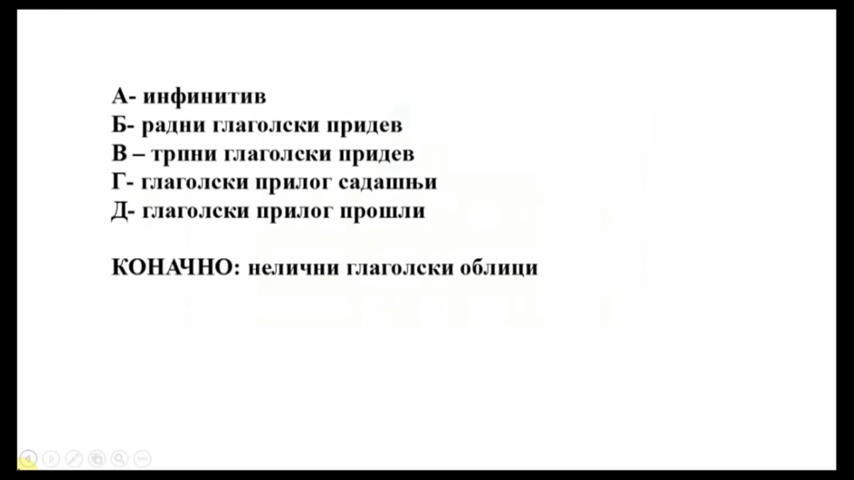 А- инфинитив
Б- радни глаголски придев
В – трпни глаголски придев
Г- глаголски прилог садашњи
Д- глаголски прилог прошли
КОНАЧНО: нелични глаголски облици